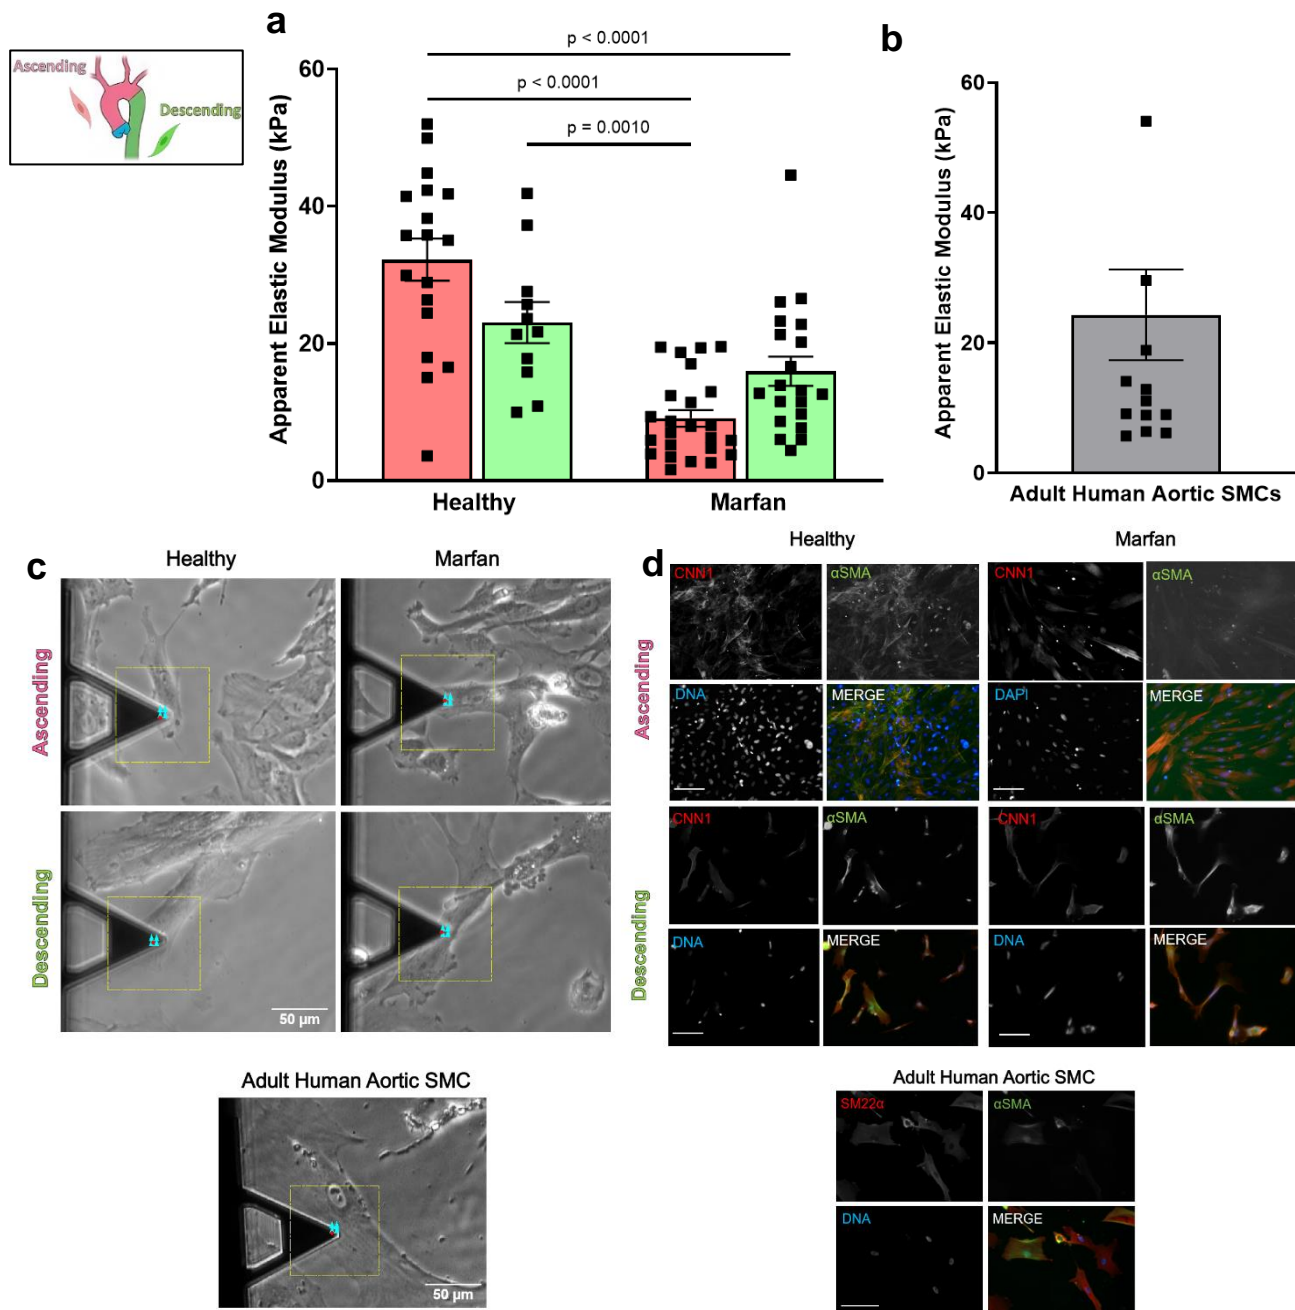 Ascending
Descending
a
p < 0.0001
p < 0.0001
p = 0.0010
Apparent Elastic Modulus (kPa)
60
40
20
0
Healthy
Marfan
b
Apparent Elastic Modulus (kPa)
60
40
20
0
Adult Human Aortic SMCs
c
Healthy
Marfan
Ascending
Descending
50 µm
Adult Human Aortic SMC
50 µm
d
Healthy
Marfan
Ascending
CNN1
αSMA
CNN1
αSMA
DNA
MERGE
DAPI
MERGE
Descending
CNN1
αSMA
CNN1
αSMA
DNA
MERGE
DNA
MERGE
Adult Human Aortic SMC
SM22α
αSMA
DNA
MERGE